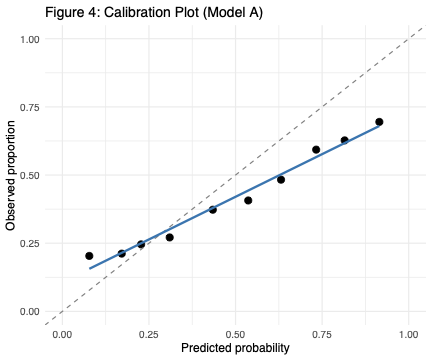 Figure 4: Calibration Plot (Model A)
1.00
0.75
0.50
0.25
0.00
Observed proportion
0.00 0.25 0.50 0.75 1.00
Predicted probability